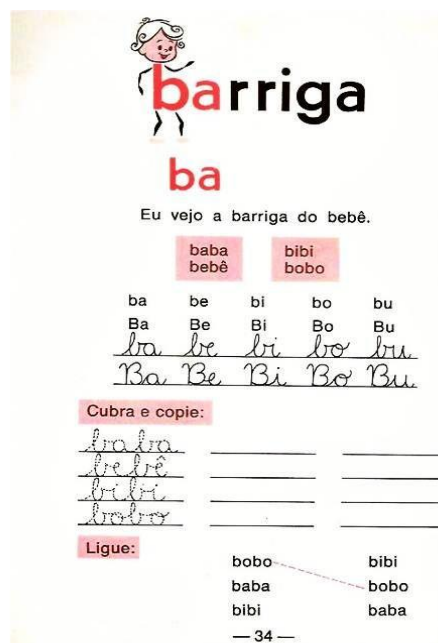 barriga
ba
Eu vejo a barriga do bebê.
baba bibi
bebê bobo
ba be bi bo bu
Ba Be Bi Bo Bu
ba be bi bo bu
Ba Be Bi Bo Bu
Cubra e copie:
baba
bebê
bibi
bobo
Ligue:
bobo bibi
baba bobo
bibi baba
— 34 —